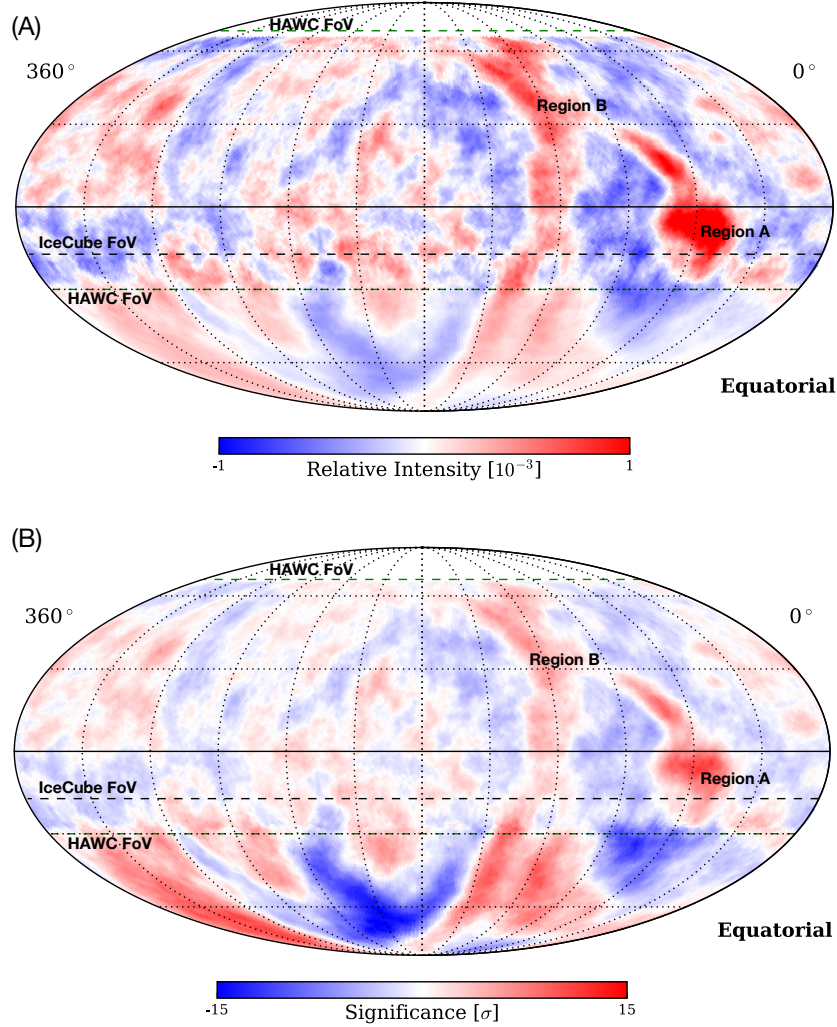 (A)
HAWC FoV
360°
0°
Region B
Region A
IceCube FoV
HAWC FoV
Equatorial
-1
Relative Intensity [10⁻³]
1
(B)
HAWC FoV
360°
0°
Region B
Region A
IceCube FoV
HAWC FoV
Equatorial
-15
Significance [σ]
15